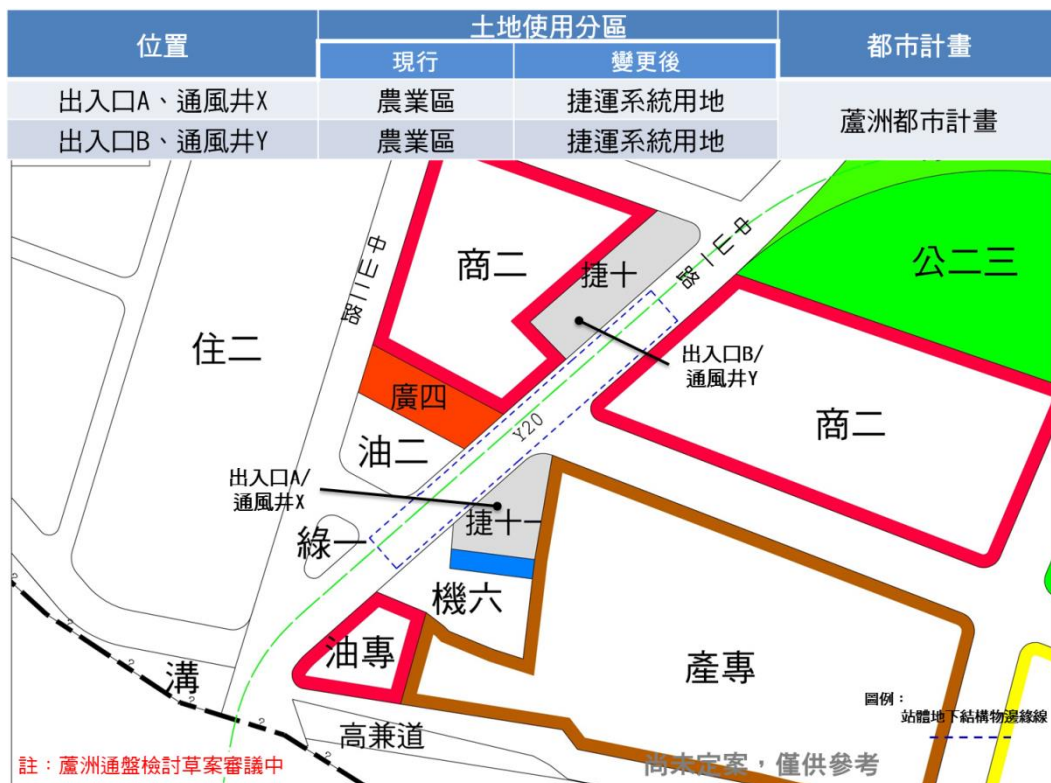 位置
土地使用分區
都市計畫
現行
變更後
出入口A、通風井X
農業區
捷運系統用地
蘆洲都市計畫
出入口B、通風井Y
農業區
捷運系統用地
商二
中山二路
捷十
中山一路
公二三
住二
出入口B/
通風井Y
廣四
商二
Y20
油二
出入口A/
通風井X
捷十一
綠一
機六
油專
產專
溝
圖例：
站體地下結構物邊緣線
高兼道
註：蘆洲通盤檢討草案審議中
尚未定案，僅供參考